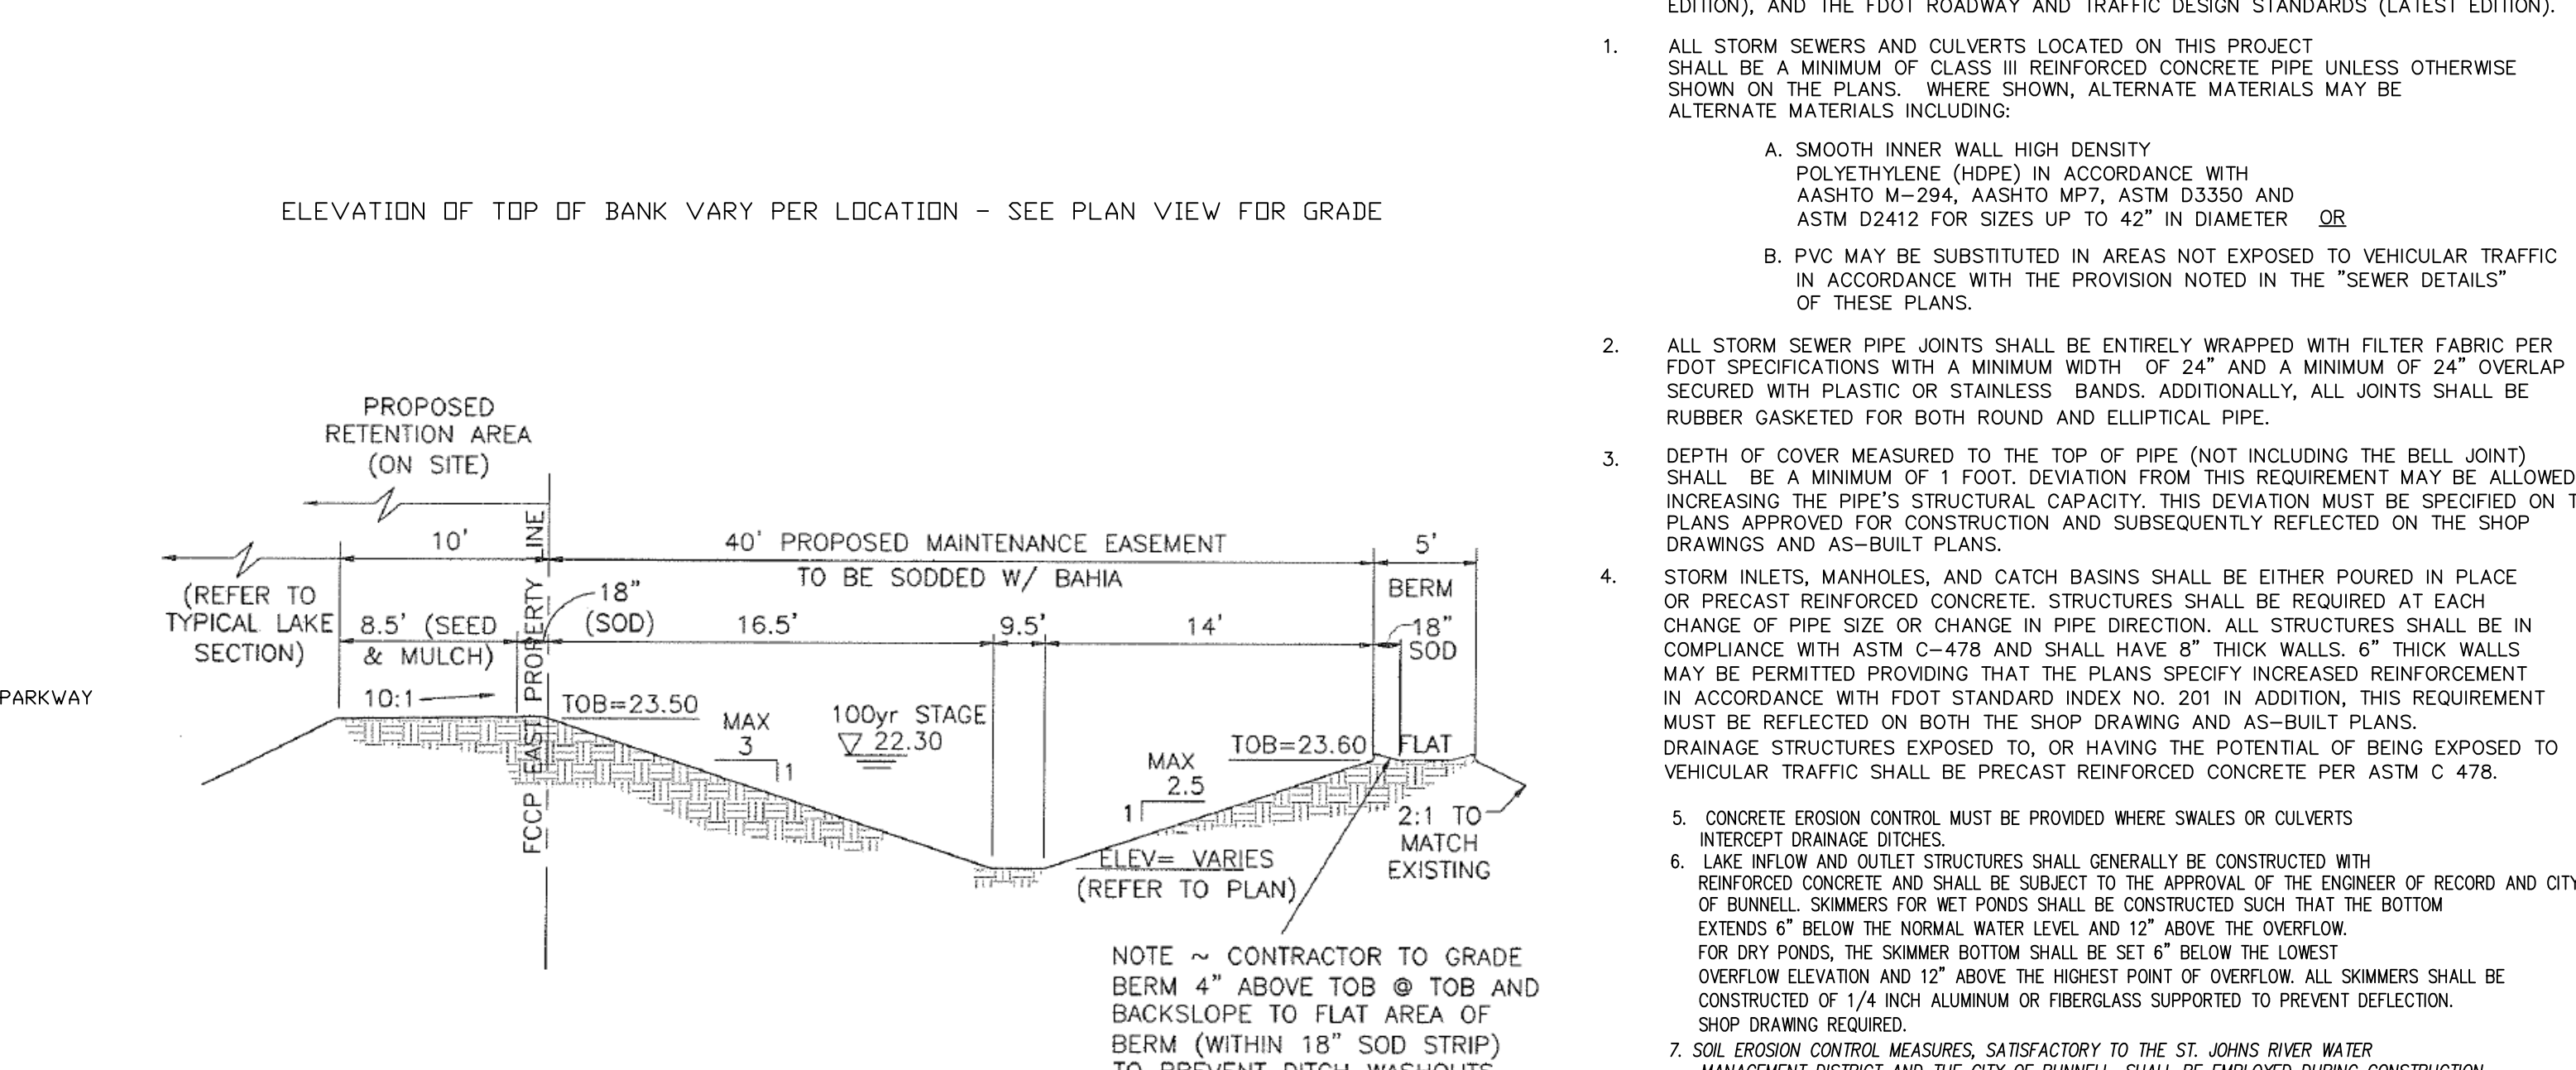 PARKWAY
ELEVATION OF TOP OF BANK VARY PER LOCATION - SEE PLAN VIEW FOR GRADE
PROPOSED
RETENTION AREA
(ON SITE)
10'
40' PROPOSED MAINTENANCE EASEMENT
TO BE SODDED W/ BAHIA
5'
BERM
(REFER TO
TYPICAL LAKE
SECTION)
8.5' (SEED
& MULCH)
18"
(SOD)
16.5'
9.5'
14'
18"
SOD
FCCP EAST PROPERTY LINE
10:1
TOB=23.50
MAX
3
1
100yr STAGE
22.30
TOB=23.60
FLAT
MAX
2.5
1
2:1 TO
MATCH
EXISTING
ELEV= VARIES
(REFER TO PLAN)
NOTE ~ CONTRACTOR TO GRADE
BERM 4" ABOVE TOB @ TOB AND
BACKSLOPE TO FLAT AREA OF
BERM (WITHIN 18" SOD STRIP)
TO PREVENT DITCH WASHOUTS
EDITION), AND THE FDOT ROADWAY AND TRAFFIC DESIGN STANDARDS (LATEST EDITION).
1. ALL STORM SEWERS AND CULVERTS LOCATED ON THIS PROJECT
SHALL BE A MINIMUM OF CLASS III REINFORCED CONCRETE PIPE UNLESS OTHERWISE
SHOWN ON THE PLANS. WHERE SHOWN, ALTERNATE MATERIALS MAY BE
ALTERNATE MATERIALS INCLUDING:
A. SMOOTH INNER WALL HIGH DENSITY
POLYETHYLENE (HDPE) IN ACCORDANCE WITH
AASHTO M-294, AASHTO MP7, ASTM D3350 AND
ASTM D2412 FOR SIZES UP TO 42" IN DIAMETER OR
B. PVC MAY BE SUBSTITUTED IN AREAS NOT EXPOSED TO VEHICULAR TRAFFIC
IN ACCORDANCE WITH THE PROVISION NOTED IN THE "SEWER DETAILS"
OF THESE PLANS.
2. ALL STORM SEWER PIPE JOINTS SHALL BE ENTIRELY WRAPPED WITH FILTER FABRIC PER
FDOT SPECIFICATIONS WITH A MINIMUM WIDTH OF 24" AND A MINIMUM OF 24" OVERLAP
SECURED WITH PLASTIC OR STAINLESS BANDS. ADDITIONALLY, ALL JOINTS SHALL BE
RUBBER GASKETED FOR BOTH ROUND AND ELLIPTICAL PIPE.
3. DEPTH OF COVER MEASURED TO THE TOP OF PIPE (NOT INCLUDING THE BELL JOINT)
SHALL BE A MINIMUM OF 1 FOOT. DEVIATION FROM THIS REQUIREMENT MAY BE ALLOWED
INCREASING THE PIPE'S STRUCTURAL CAPACITY. THIS DEVIATION MUST BE SPECIFIED ON
PLANS APPROVED FOR CONSTRUCTION AND SUBSEQUENTLY REFLECTED ON THE SHOP
DRAWINGS AND AS-BUILT PLANS.
4. STORM INLETS, MANHOLES, AND CATCH BASINS SHALL BE EITHER POURED IN PLACE
OR PRECAST REINFORCED CONCRETE. STRUCTURES SHALL BE REQUIRED AT EACH
CHANGE OF PIPE SIZE OR CHANGE IN PIPE DIRECTION. ALL STRUCTURES SHALL BE IN
COMPLIANCE WITH ASTM C-478 AND SHALL HAVE 8" THICK WALLS. 6" THICK WALLS
MAY BE PERMITTED PROVIDING THAT THE PLANS SPECIFY INCREASED REINFORCEMENT
IN ACCORDANCE WITH FDOT STANDARD INDEX NO. 201 IN ADDITION, THIS REQUIREMENT
MUST BE REFLECTED ON BOTH THE SHOP DRAWING AND AS-BUILT PLANS.
DRAINAGE STRUCTURES EXPOSED TO, OR HAVING THE POTENTIAL OF BEING EXPOSED TO
VEHICULAR TRAFFIC SHALL BE PRECAST REINFORCED CONCRETE PER ASTM C 478.
5. CONCRETE EROSION CONTROL MUST BE PROVIDED WHERE SWALES OR CULVERTS
INTERCEPT DRAINAGE DITCHES.
6. LAKE INFLOW AND OUTLET STRUCTURES SHALL GENERALLY BE CONSTRUCTED WITH
REINFORCED CONCRETE AND SHALL BE SUBJECT TO THE APPROVAL OF THE ENGINEER OF RECORD AND CITY
OF BUNNELL. SKIMMERS FOR WET PONDS SHALL BE CONSTRUCTED SUCH THAT THE BOTTOM
EXTENDS 6" BELOW THE NORMAL WATER LEVEL AND 12" ABOVE THE OVERFLOW.
FOR DRY PONDS, THE SKIMMER BOTTOM SHALL BE SET 6" BELOW THE LOWEST
OVERFLOW ELEVATION AND 12" ABOVE THE HIGHEST POINT OF OVERFLOW. ALL SKIMMERS SHALL BE
CONSTRUCTED OF 1/4 INCH ALUMINUM OR FIBERGLASS SUPPORTED TO PREVENT DEFLECTION.
SHOP DRAWING REQUIRED.
7. SOIL EROSION CONTROL MEASURES, SATISFACTORY TO THE ST. JOHNS RIVER WATER
MANAGEMENT DISTRICT AND THE CITY OF BUNNELL, SHALL BE EMPLOYED DURING CONSTRUCTION